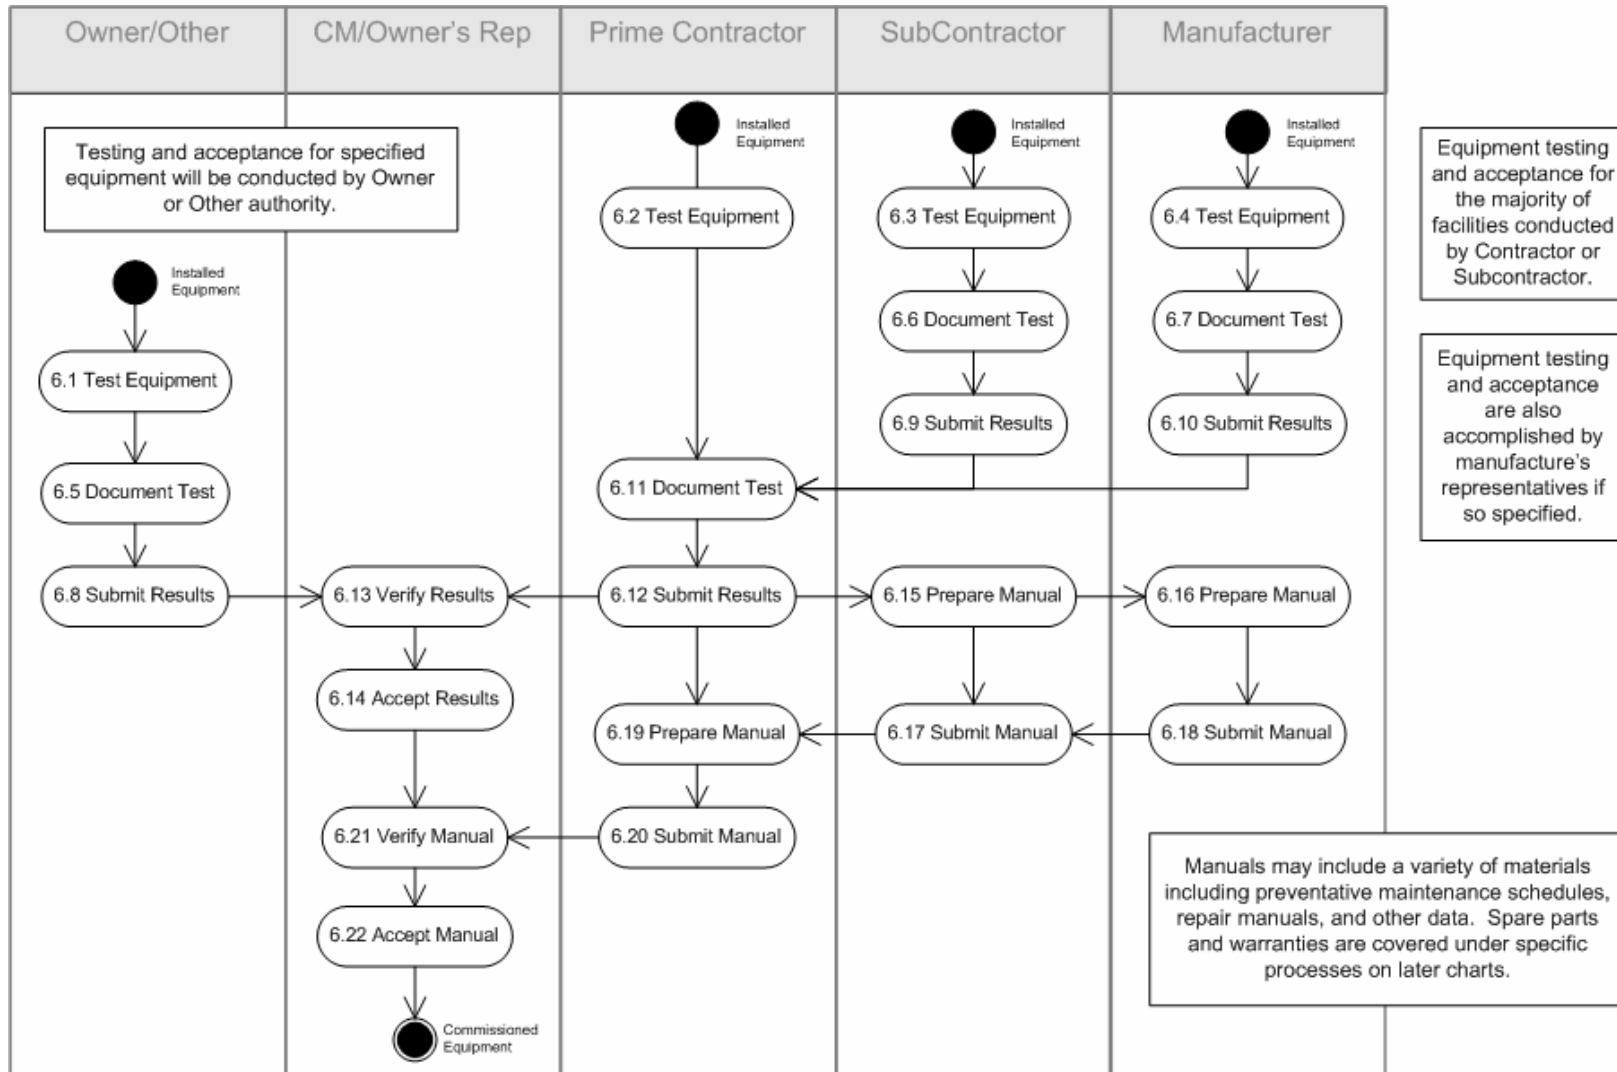 Owner/Other
CM/Owner's Rep
Prime Contractor
SubContractor
Manufacturer
Testing and acceptance for specified
equipment will be conducted by Owner
or Other authority.
Installed
Equipment
Installed
Equipment
Installed
Equipment
Installed
Equipment
Equipment testing
and acceptance for
the majority of
facilities conducted
by Contractor or
Subcontractor.
6.2 Test Equipment
6.3 Test Equipment
6.4 Test Equipment
6.6 Document Test
6.7 Document Test
6.1 Test Equipment
6.9 Submit Results
6.10 Submit Results
Equipment testing
and acceptance
are also
accomplished by
manufacture's
representatives if
so specified.
6.5 Document Test
6.11 Document Test
6.8 Submit Results
6.13 Verify Results
6.12 Submit Results
6.15 Prepare Manual
6.16 Prepare Manual
6.14 Accept Results
6.19 Prepare Manual
6.17 Submit Manual
6.18 Submit Manual
6.21 Verify Manual
6.20 Submit Manual
Manuals may include a variety of materials
including preventative maintenance schedules,
repair manuals, and other data.  Spare parts
and warranties are covered under specific
processes on later charts.
6.22 Accept Manual
Commissioned
Equipment